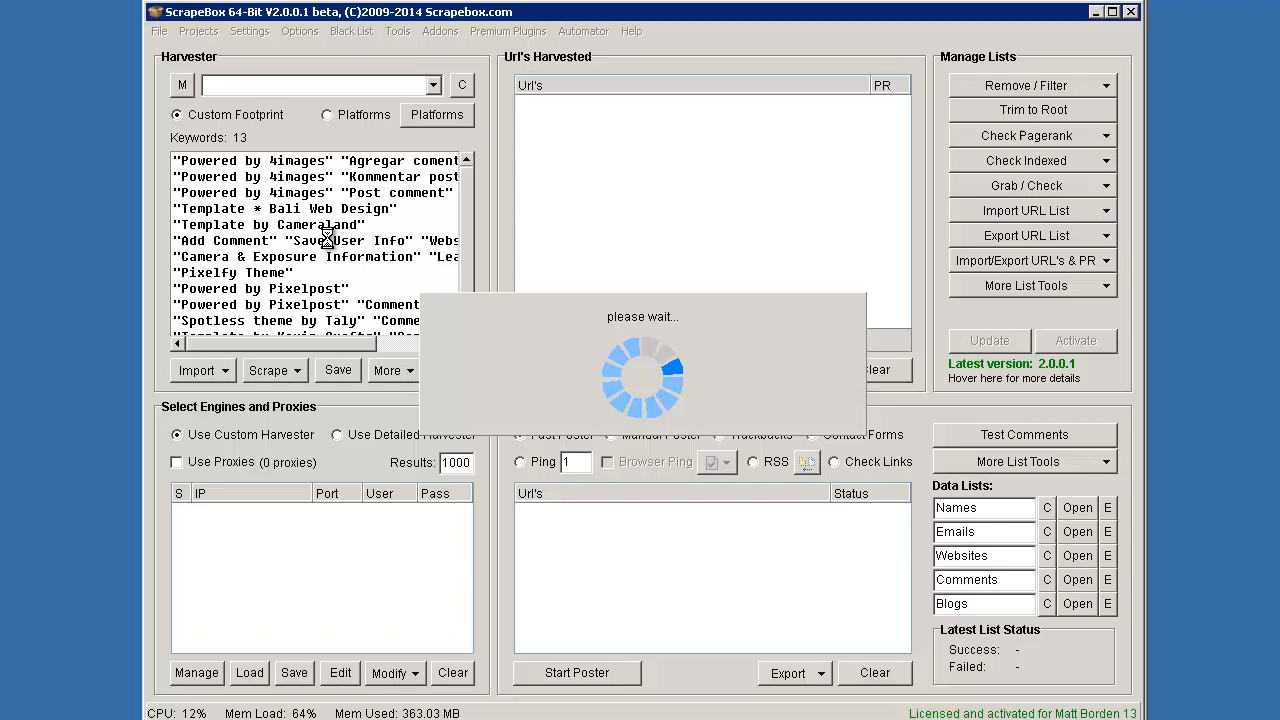 ScrapeBox 64-Bit V2.0.0.1 beta, (C)2009-2014 Scrapebox.com
File Projects Settings Options Black List Tools Addons Premium Plugins Automator Help
Harvester
M
C
Custom Footprint
Platforms
Platforms
Keywords: 13
"Powered by 4images" "Agregar coment
"Powered by 4images" "Kommentar post
"Powered by 4images" "Post comment"
"Template * Bali Web Design"
"Template by Cameraland"
"Add Comment" "Save User Info" "Webs
"Camera & Exposure Information" "Lea
"Pixelfy Theme"
"Powered by Pixelpost"
"Powered by Pixelpost" "Comment
"Spotless theme by Taly" "Comme
Import
Scrape
Save
More
Url's Harvested
Url's
PR
please wait...
lear
Manage Lists
Remove / Filter
Trim to Root
Check Pagerank
Check Indexed
Grab / Check
Import URL List
Export URL List
Import/Export URL's & PR
More List Tools
Update
Activate
Latest version: 2.0.0.1
Hover here for more details
Select Engines and Proxies
Use Custom Harvester
Use Detailed Harvester
Use Proxies (0 proxies)
Results: 1000
S IP Port User Pass
Manage
Load
Save
Edit
Modify
Clear
Fast Poster
Manual Poster
Trackbacks
Contact Forms
Ping 1
Browser Ping
RSS
Check Links
Url's
Status
Start Poster
Export
Clear
Test Comments
More List Tools
Data Lists:
Names C Open E
Emails C Open E
Websites C Open E
Comments C Open E
Blogs C Open E
Latest List Status
Success: -
Failed: -
CPU: 12% Mem Load: 64% Mem Used: 363.03 MB
Licensed and activated for Matt Borden 13